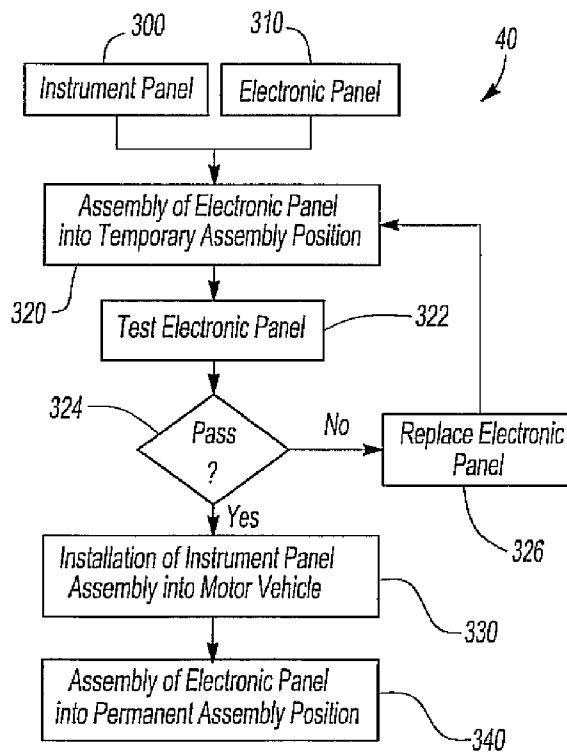 300
310
40
Instrument Panel
Electronic Panel
Assembly of Electronic Panel
into Temporary Assembly Position
320
Test Electronic Panel
322
324
Pass
?
No
Yes
Replace Electronic
Panel
326
Installation of Instrument Panel
Assembly into Motor Vehicle
330
Assembly of Electronic Panel
into Permanent Assembly Position
340